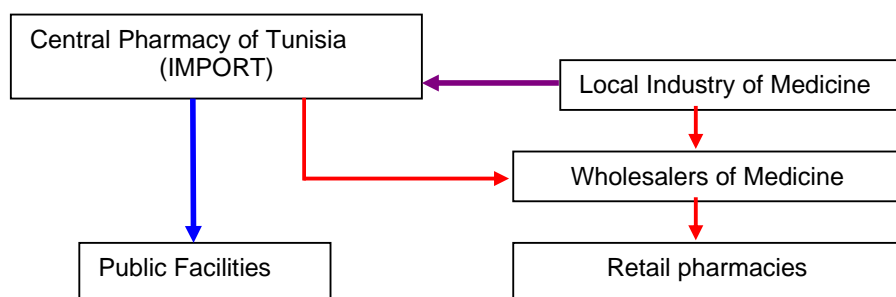 Central Pharmacy of Tunisia
(IMPORT)
Local Industry of Medicine
Wholesalers of Medicine
Public Facilities
Retail pharmacies